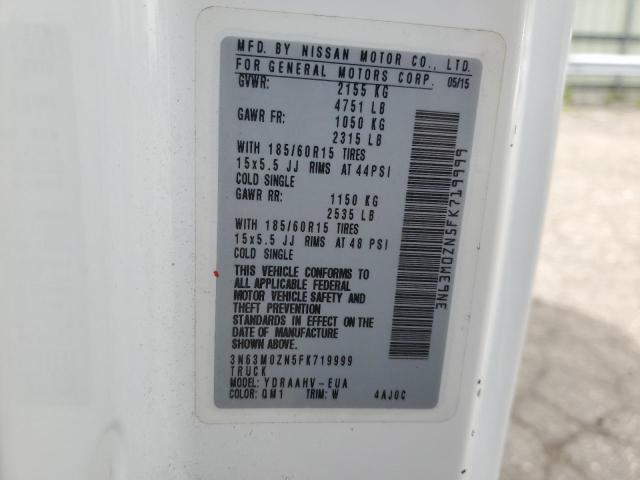 MFD. BY NISSAN MOTOR CO., LTD.
FOR GENERAL MOTORS CORP. 05/15
GVWR: 2155 KG
4751 LB
GAWR FR: 1050 KG
2315 LB
WITH 185/60R15 TIRES
15x5.5 JJ RIMS AT 44PSI
COLD SINGLE
GAWR RR: 1150 KG
2535 LB
WITH 185/60R15 TIRES
15x5.5 JJ RIMS AT 48 PSI
COLD SINGLE
THIS VEHICLE CONFORMS TO
ALL APPLICABLE FEDERAL
MOTOR VEHICLE SAFETY AND
THEFT PREVENTION
STANDARDS IN EFFECT ON THE
DATE OF MANUFACTURE
SHOWN ABOVE.
3N63M0ZN5FK719999
TRUCK
MODEL: YDRAAHV-EUA
COLOR: QM1 TRIM: W 4AJ0C
3N63M0ZN5FK719999